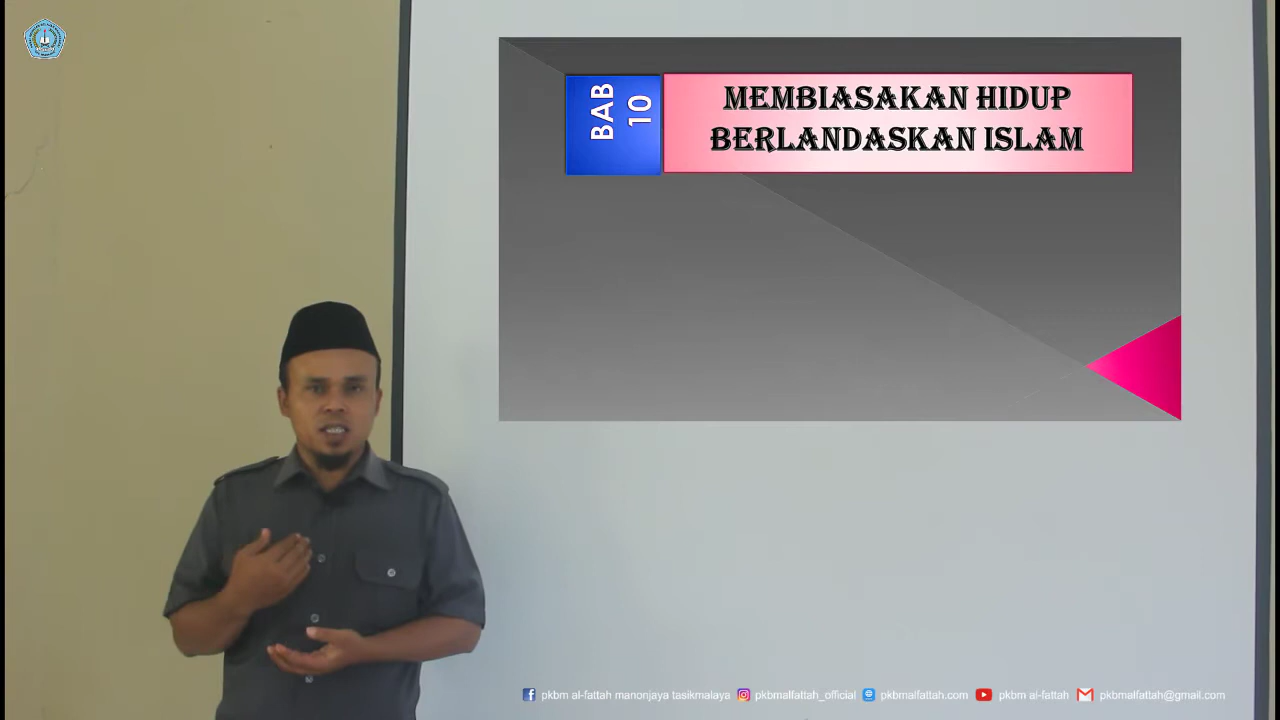 BAB
10
MEMBIASAKAN HIDUP
BERLANDASKAN ISLAM
pkbm al-fattah manonjaya tasikmalaya pkbmalfattah_official pkbmalfattah.com pkbm al-fattah pkbmalfattah@gmail.com